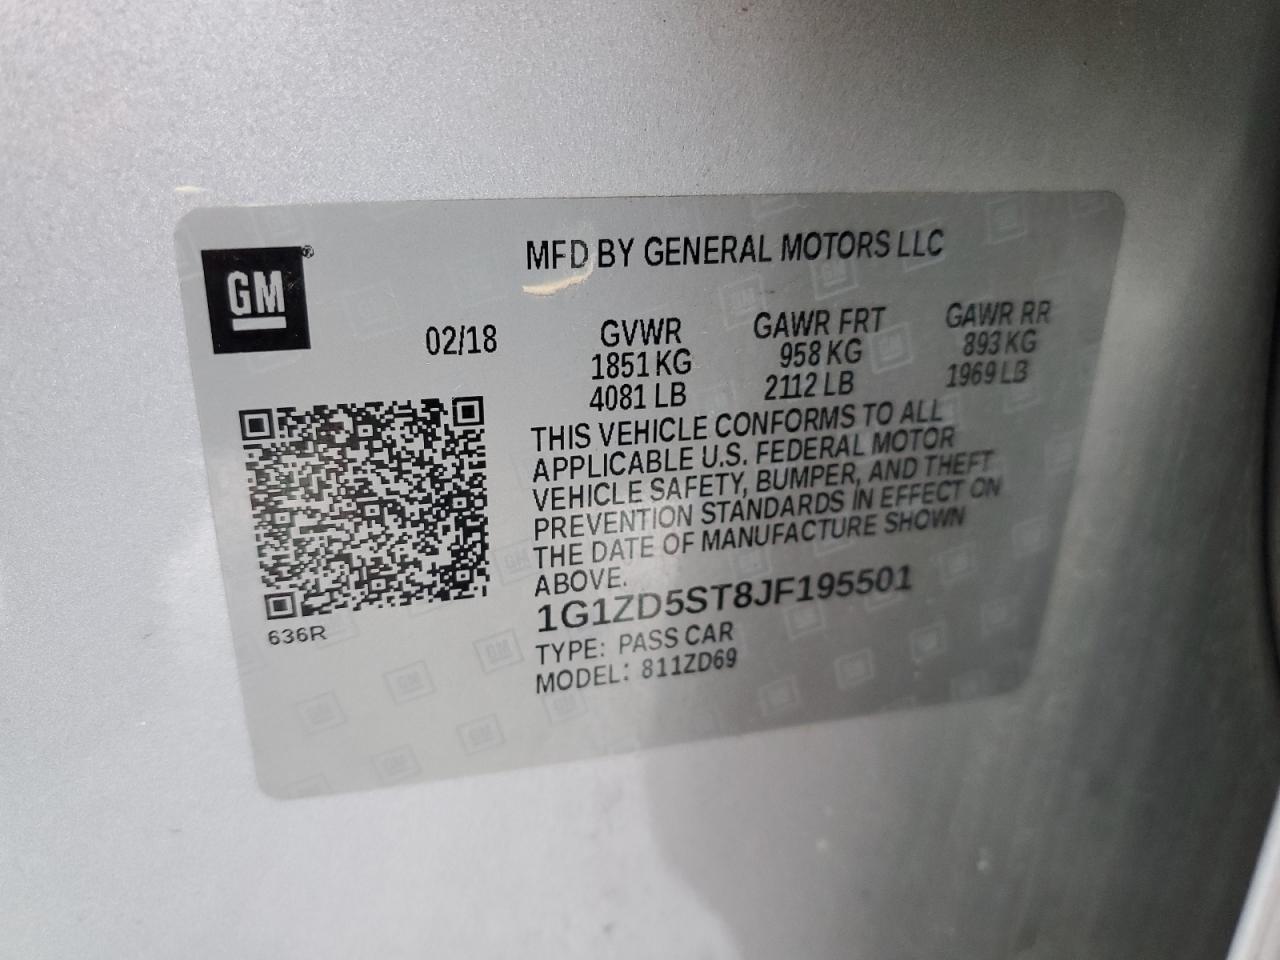 GM®
MFD BY GENERAL MOTORS LLC
02/18
GVWR GAWR FRT GAWR RR
1851 KG 958 KG 893 KG
4081 LB 2112 LB 1969 LB
THIS VEHICLE CONFORMS TO ALL
APPLICABLE U.S. FEDERAL MOTOR
VEHICLE SAFETY, BUMPER, AND THEFT
PREVENTION STANDARDS IN EFFECT ON
THE DATE OF MANUFACTURE SHOWN
ABOVE.
1G1ZD5ST8JF195501
TYPE: PASS CAR
MODEL: 811ZD69
636R